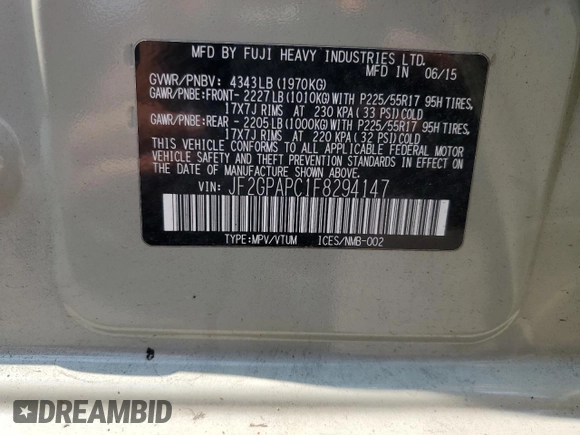 MFD BY FUJI HEAVY INDUSTRIES LTD.
GVWR/PNBV: 4343LB (1970KG) MFD IN 06/15
GAWR/PNBE:FRONT- 2227LB (1010KG) WITH P225/55R17 95H TIRES,
17X7J RIMS AT 230 KPA (33 PSI) COLD
GAWR/PNBE:REAR - 2205LB (1000KG) WITH P225/55R17 95H TIRES,
17X7J RIMS AT 220 KPA (32 PSI) COLD
THIS VEHICLE CONFORMS TO ALL APPLICABLE FEDERAL MOTOR
VEHICLE SAFETY AND THEFT PREVENTION STANDARDS IN EFFECT ON
THE DATE OF MANUFACTURE SHOWN ABOVE.
VIN: JF2GPAPC1F8294147
TYPE:MPV/VTUM ICES/NMB-002
DREAMBID